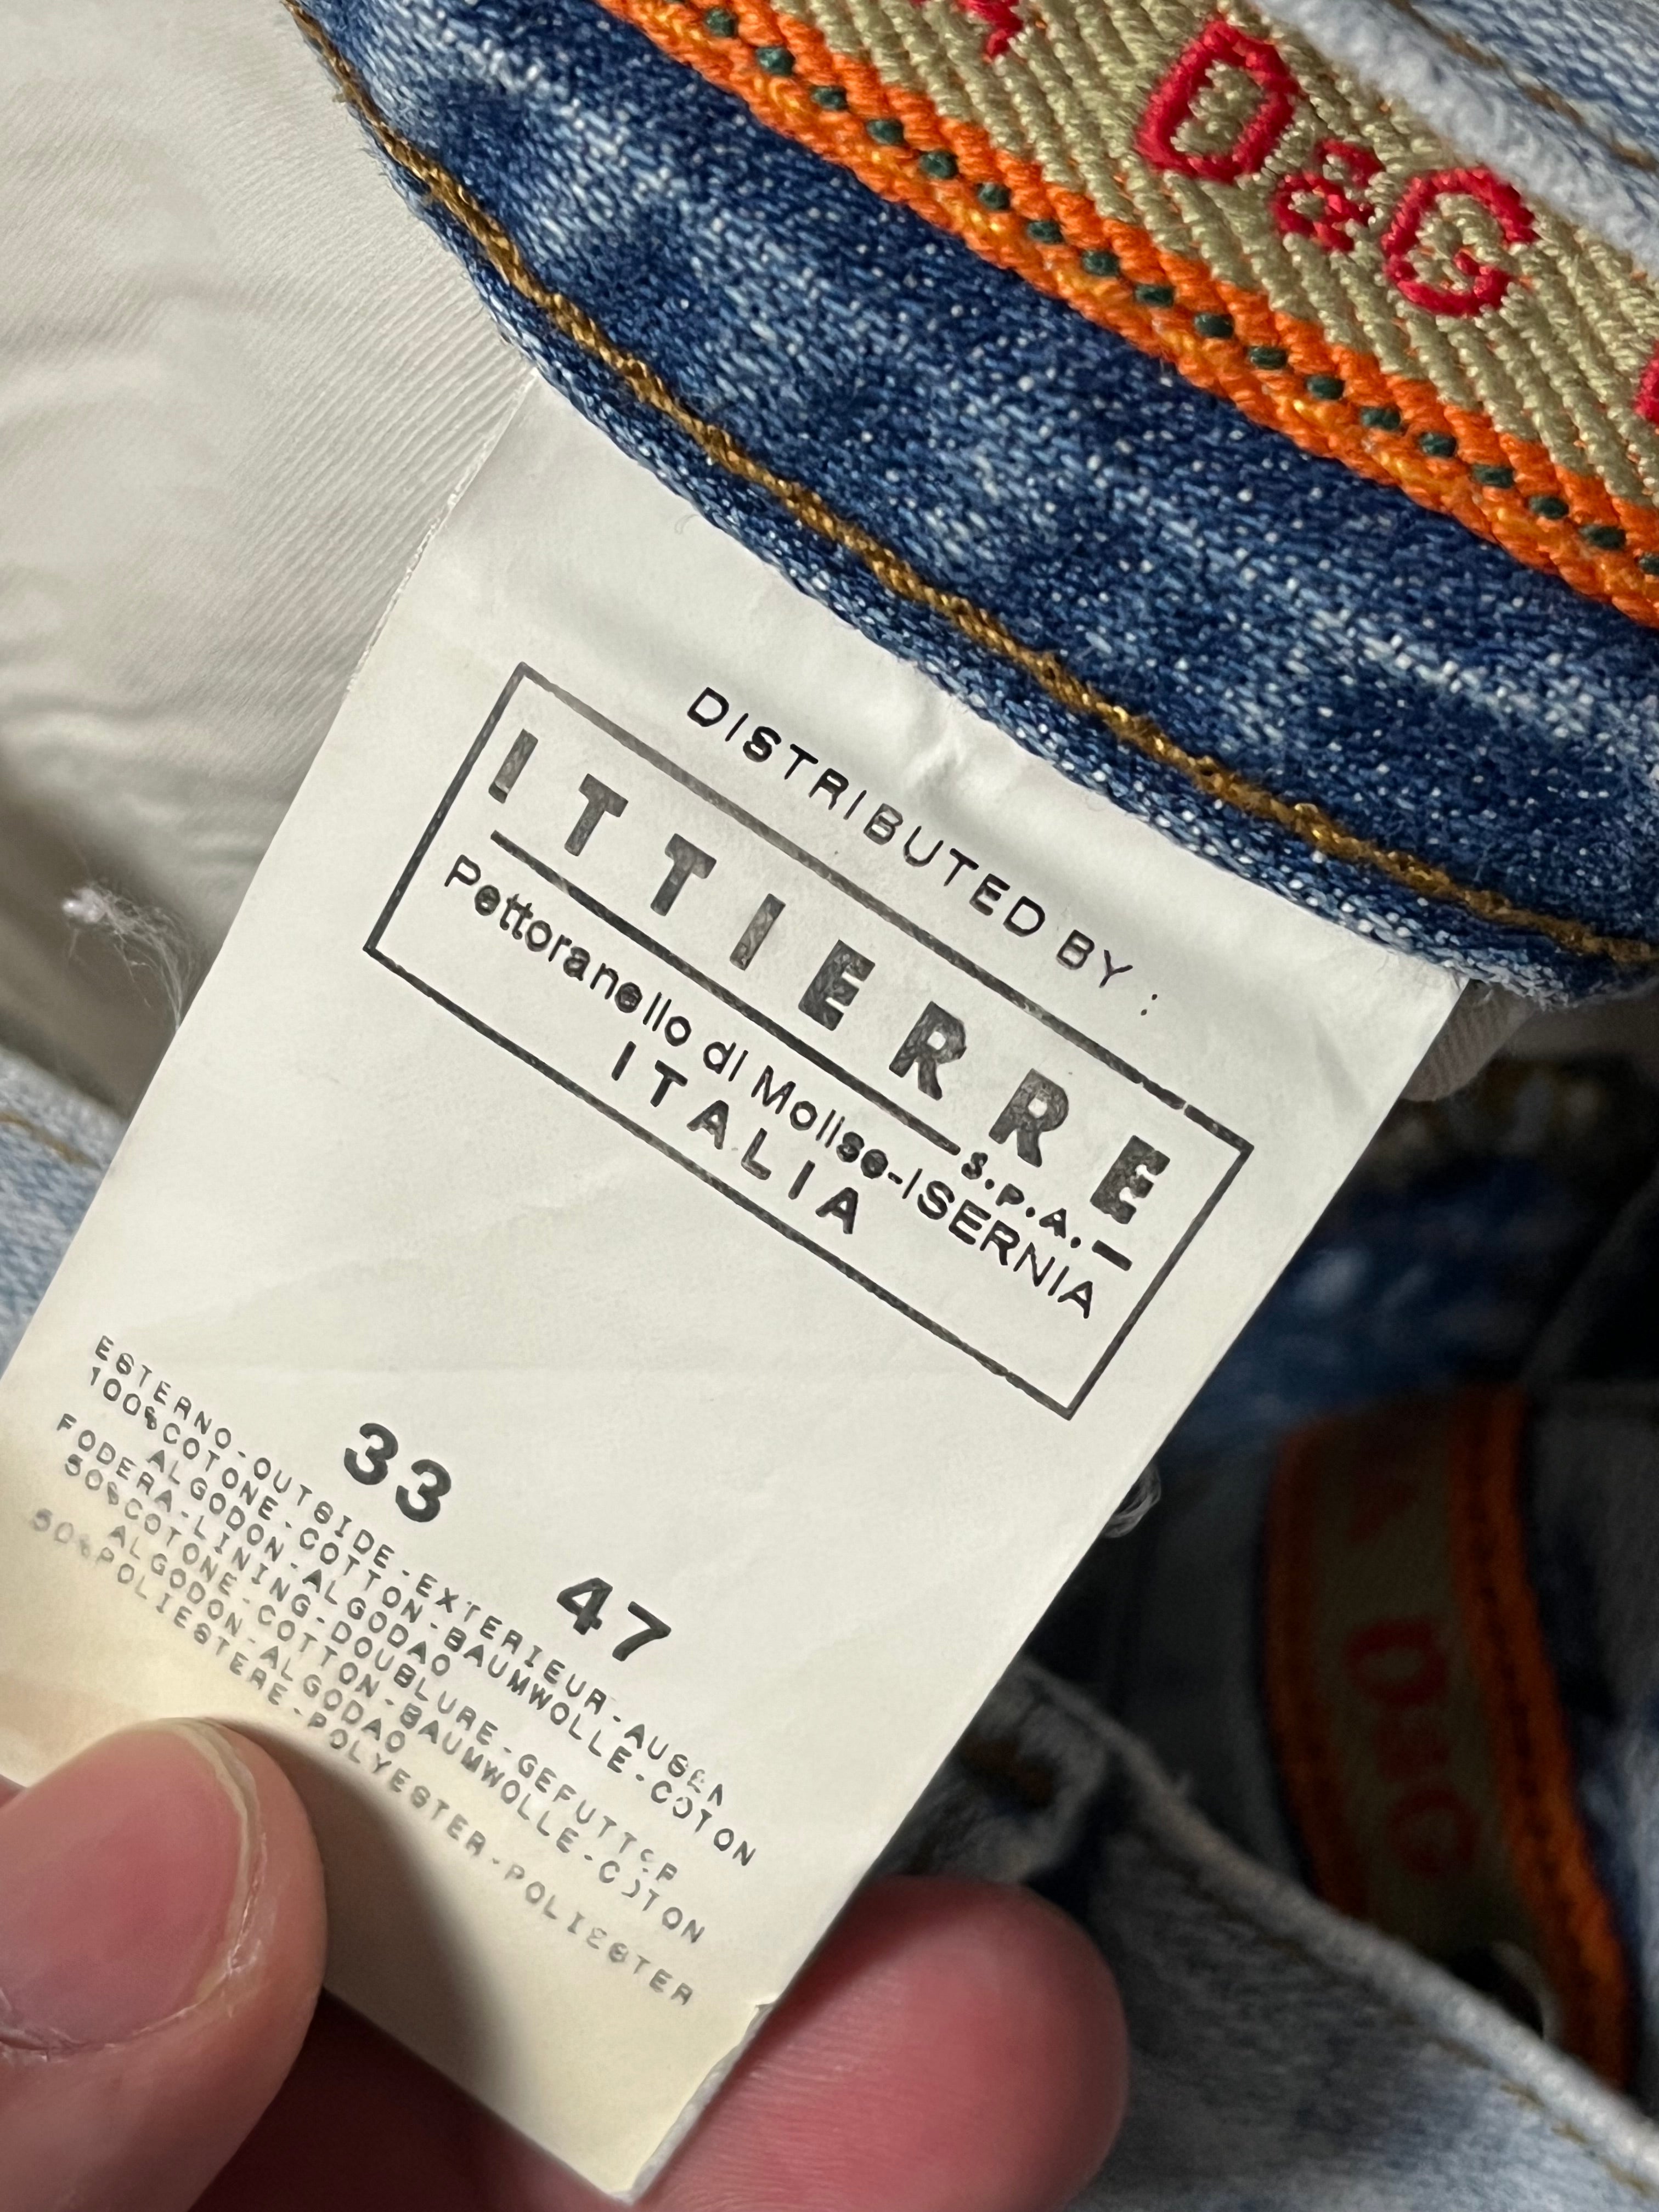 D&G
DISTRIBUTED BY :
ITTIERRE
S.P.A.
Pettoranello di Molise-ISERNIA
ITALIA
33
47
ESTERNO-OUTSIDE-EXTERIEUR-AUSEN
100%COTONE-COTTON-BAUMWOLLE-COTON
ALGODON-ALGODAO
FODERA-LINING-DOUBLURE-GEFUTTER
50%COTONE-COTTON-BAUMWOLLE-COTON
ALGODON-ALGODAO
50%POLIESTERE-POLYESTER-POLIESTER
D&G